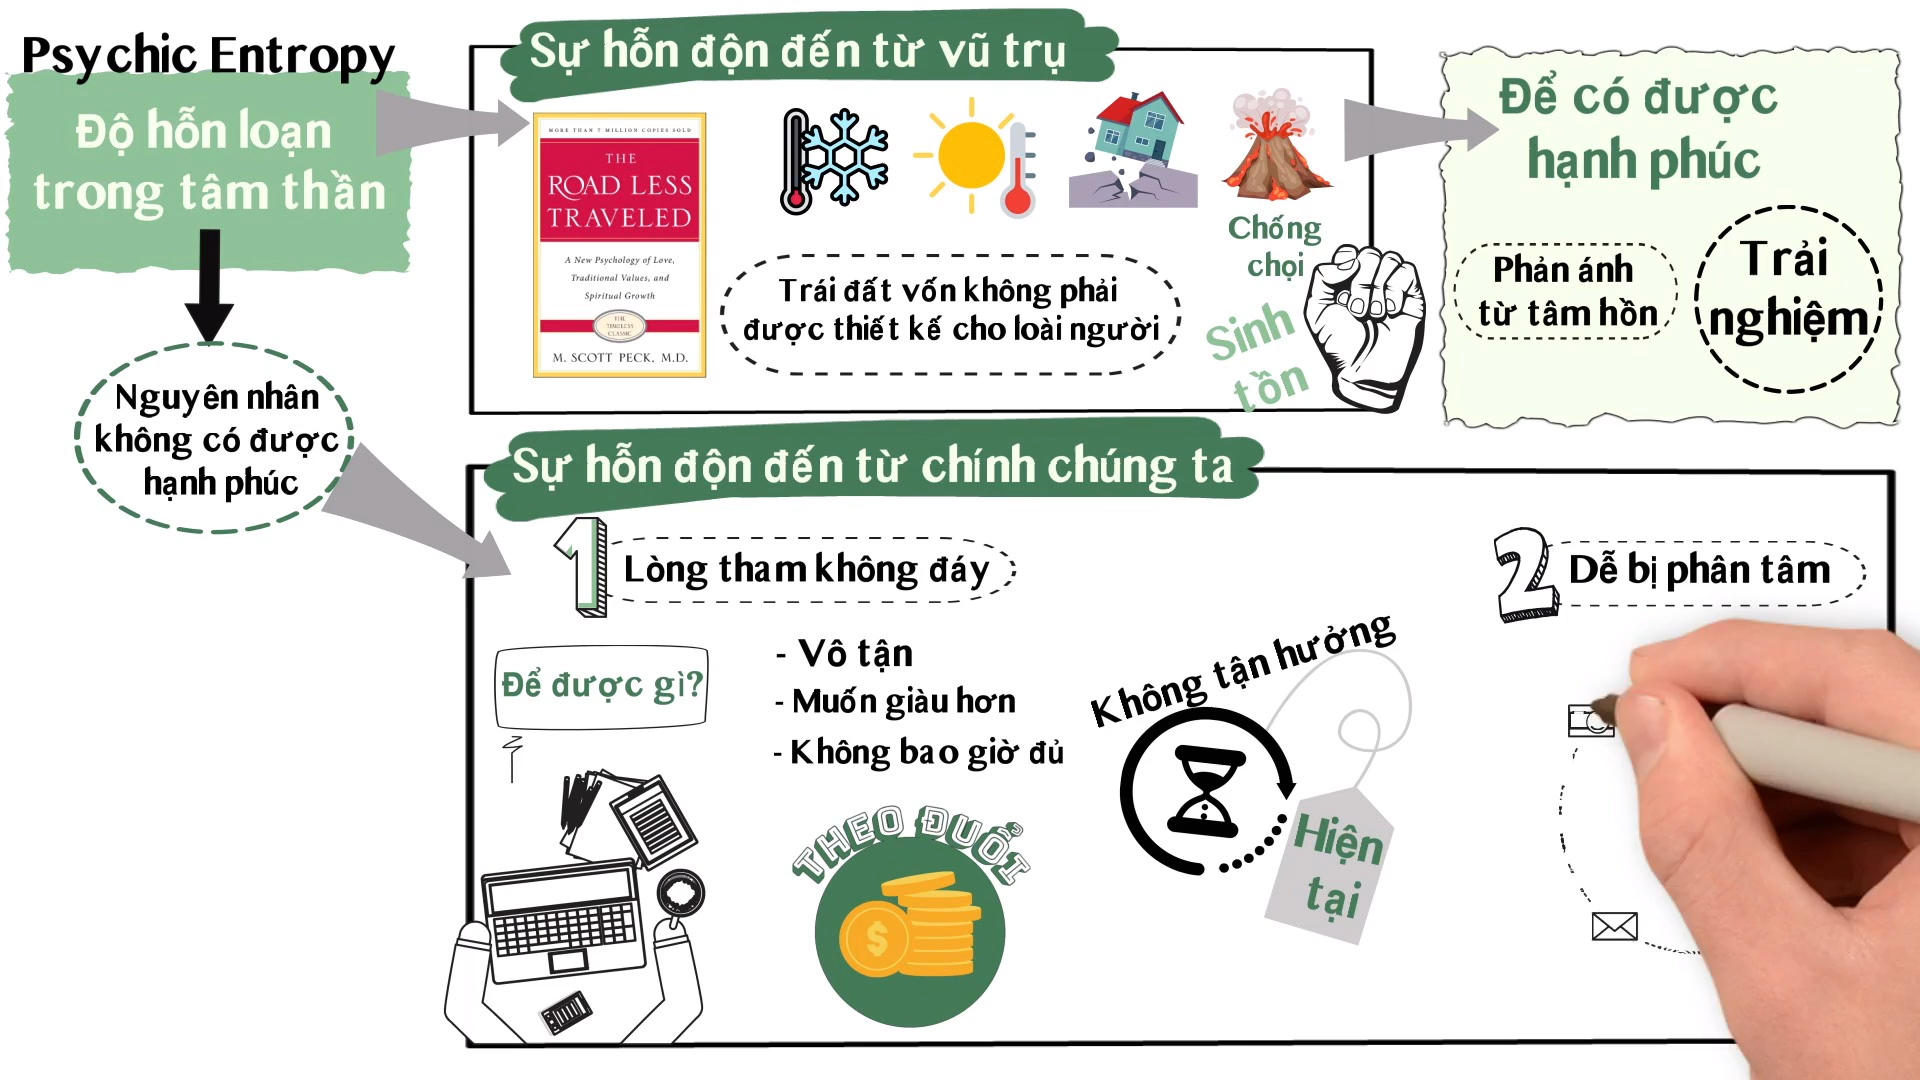 Psychic Entropy
Độ hỗn loạn
trong tâm thần
Nguyên nhân
không có được
hạnh phúc
Sự hỗn độn đến từ vũ trụ
MORE THAN 7 MILLION COPIES SOLD
THE
ROAD LESS
TRAVELED
A New Psychology of Love,
Traditional Values, and
Spiritual Growth
THE
TIMELESS
CLASSIC
M. SCOTT PECK, M.D.
Trái đất vốn không phải
được thiết kế cho loài người
Chống
chọi
Sinh
tồn
Để có được
hạnh phúc
Phản ánh
từ tâm hồn
Trải
nghiệm
Sự hỗn độn đến từ chính chúng ta
1 Lòng tham không đáy
Để được gì?
- Vô tận
- Muốn giàu hơn
- Không bao giờ đủ
THEO ĐUỔI
$
Không tận hưởng
Hiện
tại
2 Dễ bị phân tâm